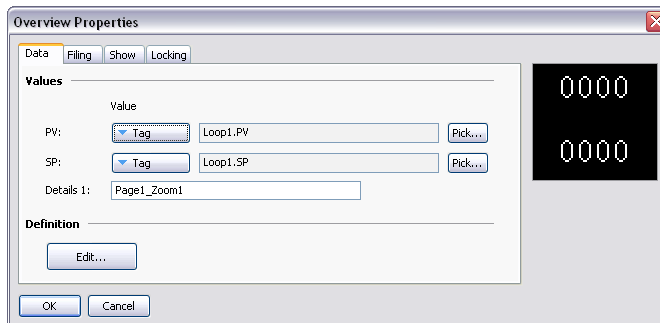 Overview Properties
Data Filing Show Locking
Values
Value
PV: Tag Loop1.PV Pick...
SP: Tag Loop1.SP Pick...
Details 1: Page1_Zoom1
Definition
Edit...
OK Cancel
0000
0000